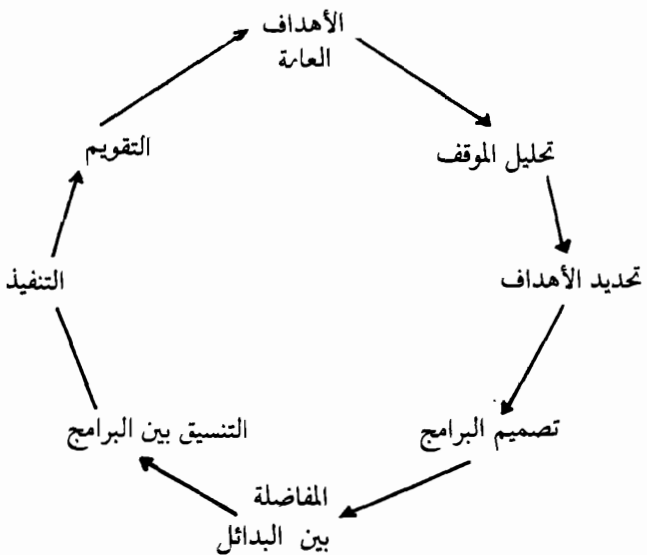 الأهداف
العامة
تحليل الموقف
تحديد الأهداف
تصميم البرامج
المفاضلة
بين البدائل
التنسيق بين البرامج
التنفيذ
التقويم